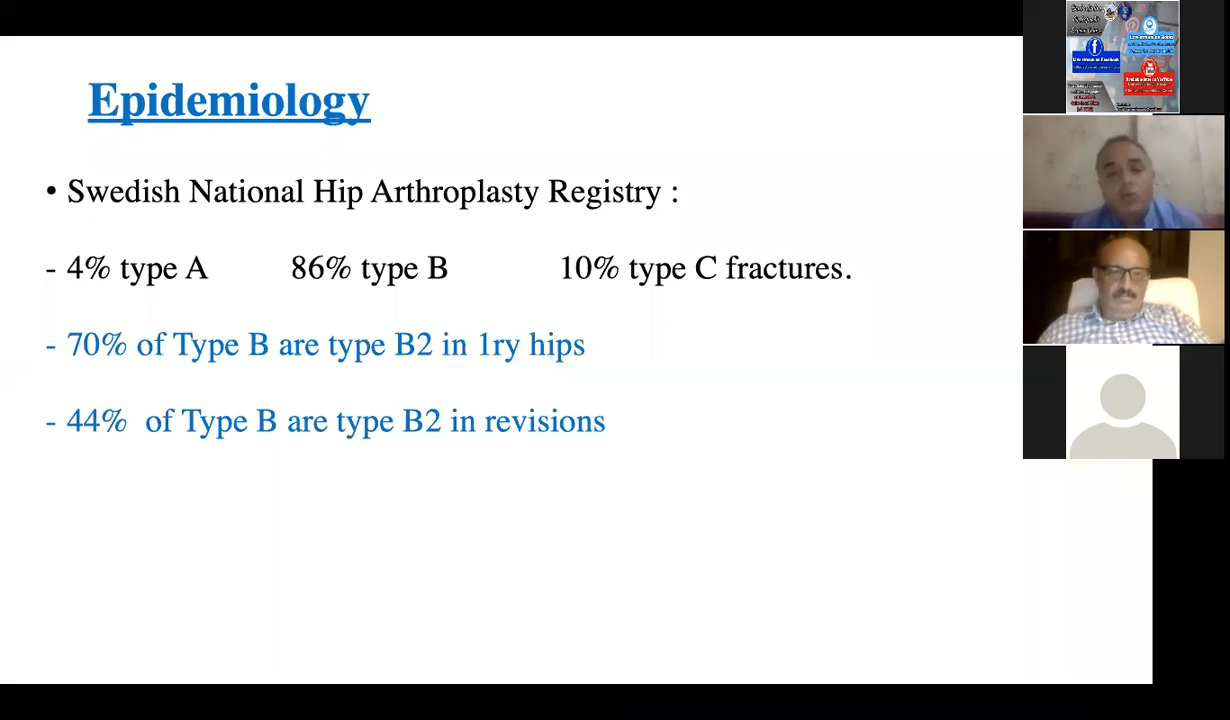 Epidemiology
• Swedish National Hip Arthroplasty Registry :
- 4% type A 86% type B 10% type C fractures.
- 70% of Type B are type B2 in 1ry hips
- 44% of Type B are type B2 in revisions